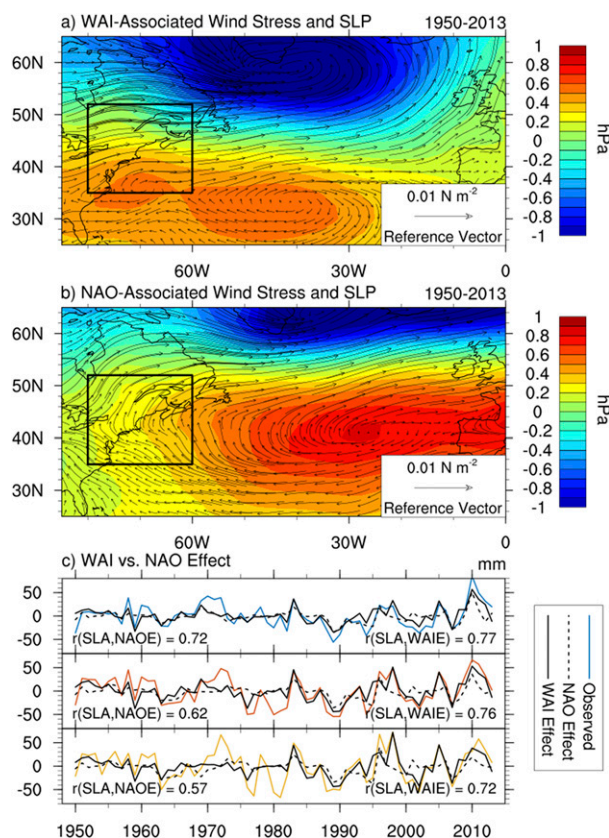 a) WAI-Associated Wind Stress and SLP 1950-2013
60N
50N
40N
30N
0.01 N m-2
Reference Vector
60W 30W 0
1
0.8
0.6
0.4
0.2
0
-0.2
-0.4
-0.6
-0.8
-1
hPa
b) NAO-Associated Wind Stress and SLP 1950-2013
60N
50N
40N
30N
0.01 N m-2
Reference Vector
60W 30W 0
1
0.8
0.6
0.4
0.2
0
-0.2
-0.4
-0.6
-0.8
-1
hPa
c) WAI vs. NAO Effect mm
50
0
-50
r(SLA,NAOE) = 0.72 r(SLA,WAIE) = 0.77
50
0
-50
r(SLA,NAOE) = 0.62 r(SLA,WAIE) = 0.76
50
0
-50
r(SLA,NAOE) = 0.57 r(SLA,WAIE) = 0.72
1950 1960 1970 1980 1990 2000 2010
Observed
NAO Effect
WAI Effect